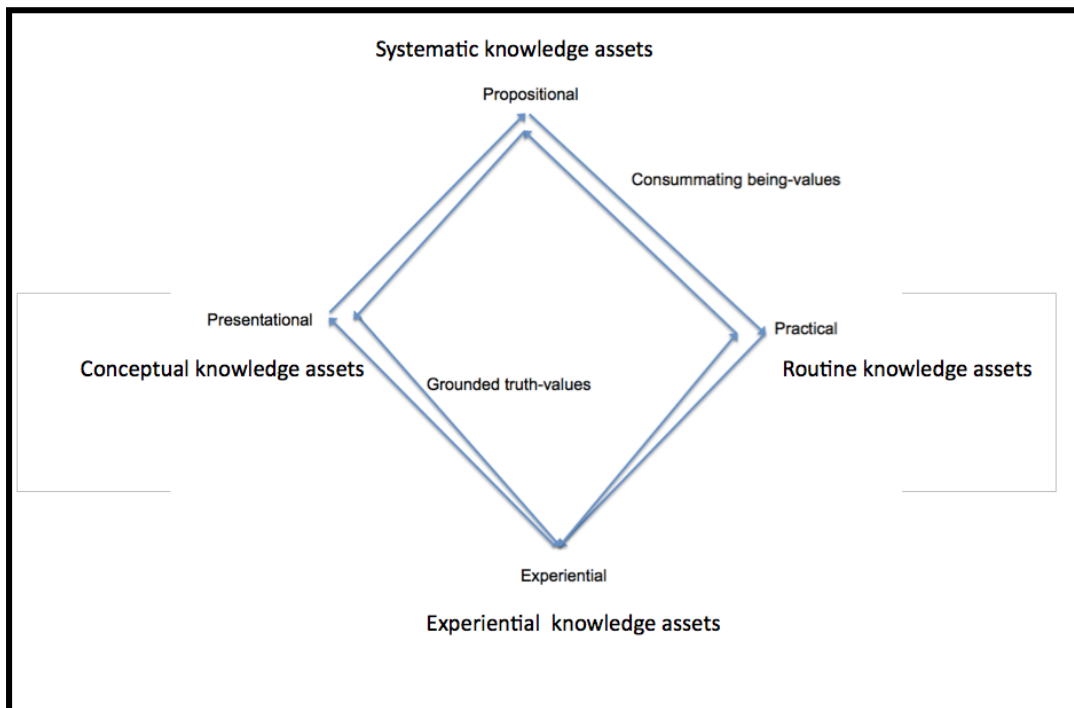 Systematic knowledge assets
Propositional
Consummating being-values
Presentational
Practical
Conceptual knowledge assets
Routine knowledge assets
Grounded truth-values
Experiential
Experiential  knowledge assets